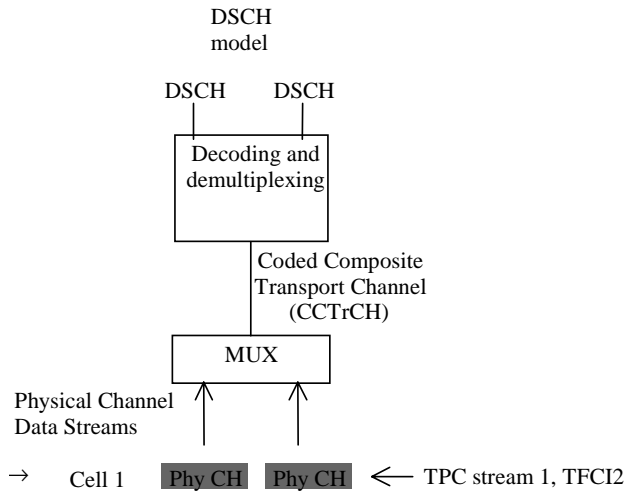 DSCH
model
DSCH DSCH
Decoding and
demultiplexing
Coded Composite
Transport Channel
(CCTrCH)
MUX
Physical Channel
Data Streams
→ Cell 1 Phy CH Phy CH TPC stream 1, TFCI2